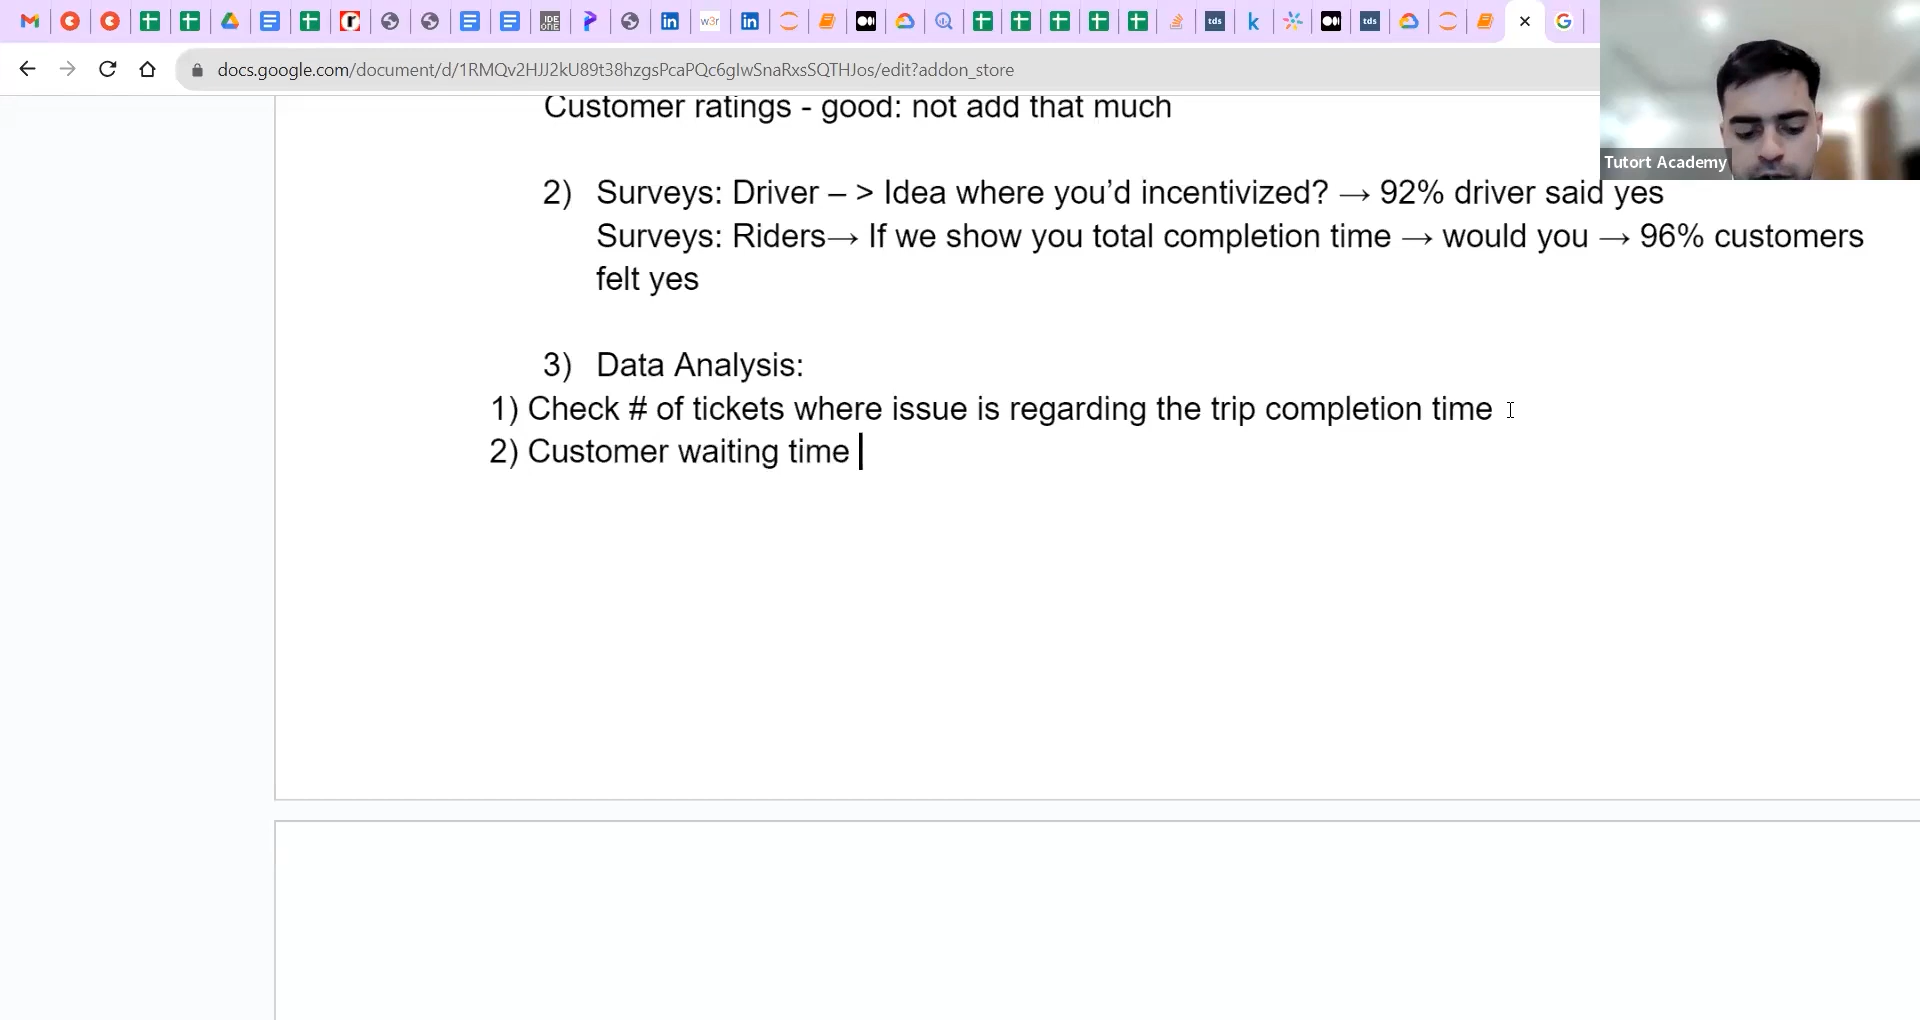 docs.google.com/document/d/1RMQv2HJJ2kU89t38hzgsPcaPQc6gIwSnaRxsSQTHJos/edit?addon_store
Tutort Academy
Customer ratings - good: not add that much
2) Surveys: Driver – > Idea where you’d incentivized? → 92% driver said yes
Surveys: Riders→ If we show you total completion time → would you → 96% customers
felt yes
3) Data Analysis:
1) Check # of tickets where issue is regarding the trip completion time
2) Customer waiting time